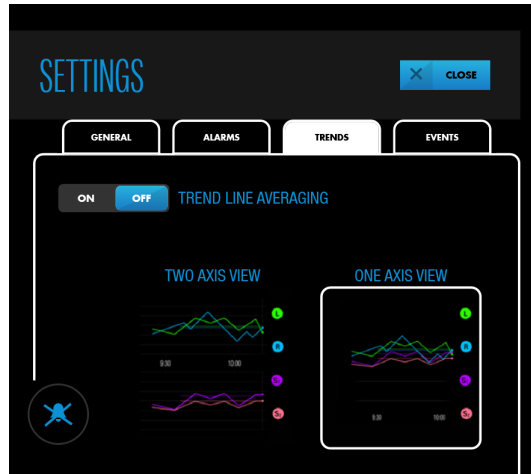 SETTINGS
CLOSE
GENERAL
ALARMS
TRENDS
EVENTS
ON
OFF
TREND LINE AVERAGING
TWO AXIS VIEW
ONE AXIS VIEW
L
R
9:30
10:00
L
R
9:30
10:00